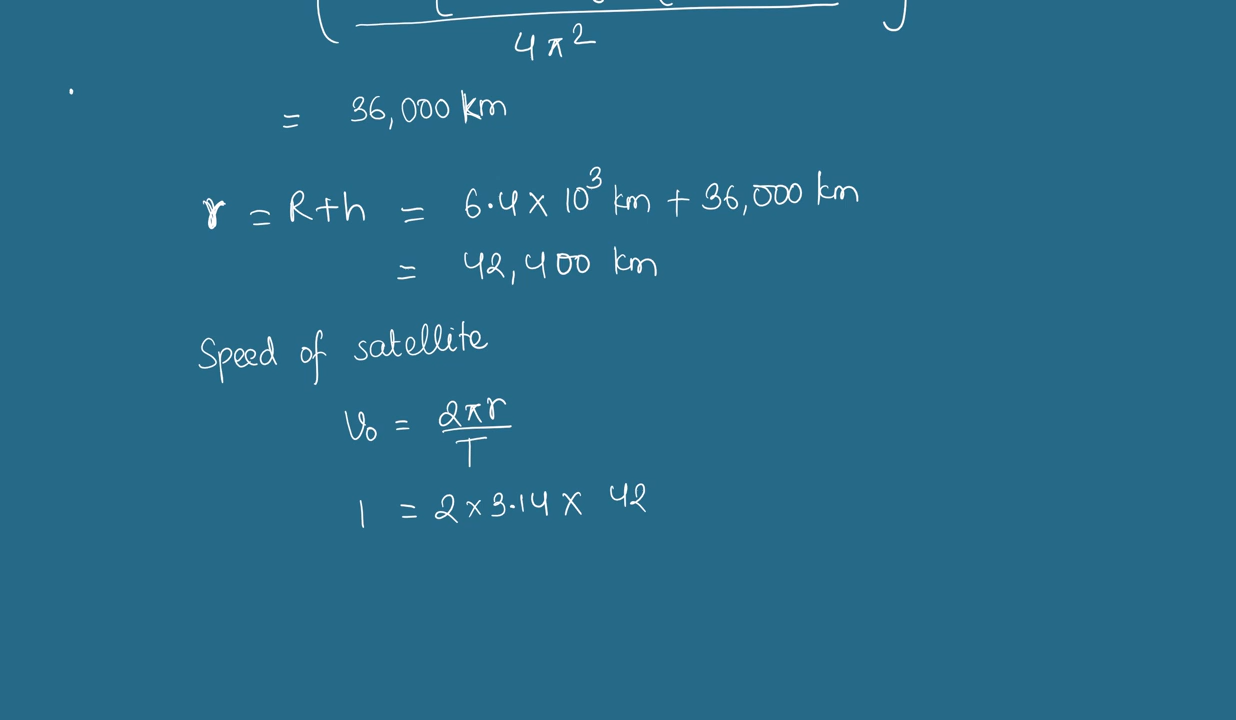 4π²
= 36,000 km
r = R+h = 6.4 × 10³ km + 36,000 km
= 42,400 km
Speed of satellite
v₀ = 2πr / T
| = 2 × 3.14 × 42